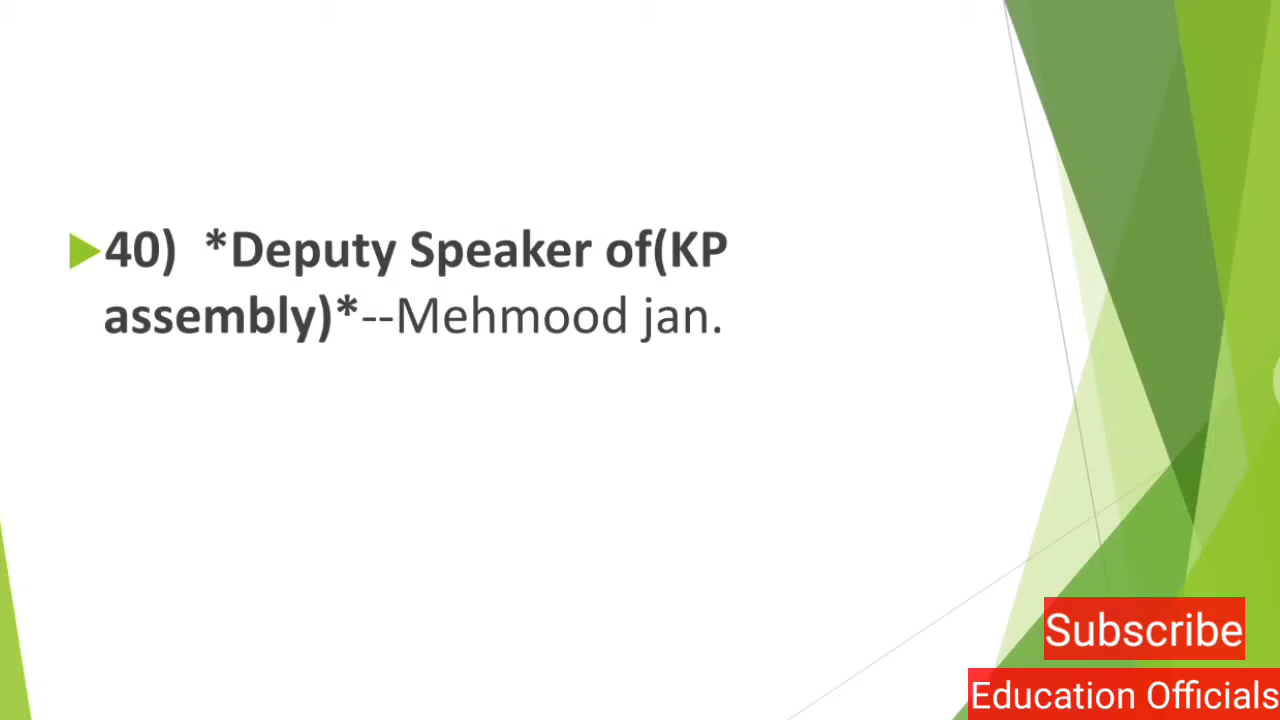 40)  *Deputy Speaker of(KP
assembly)*--Mehmood jan.
Subscribe
Education Officials